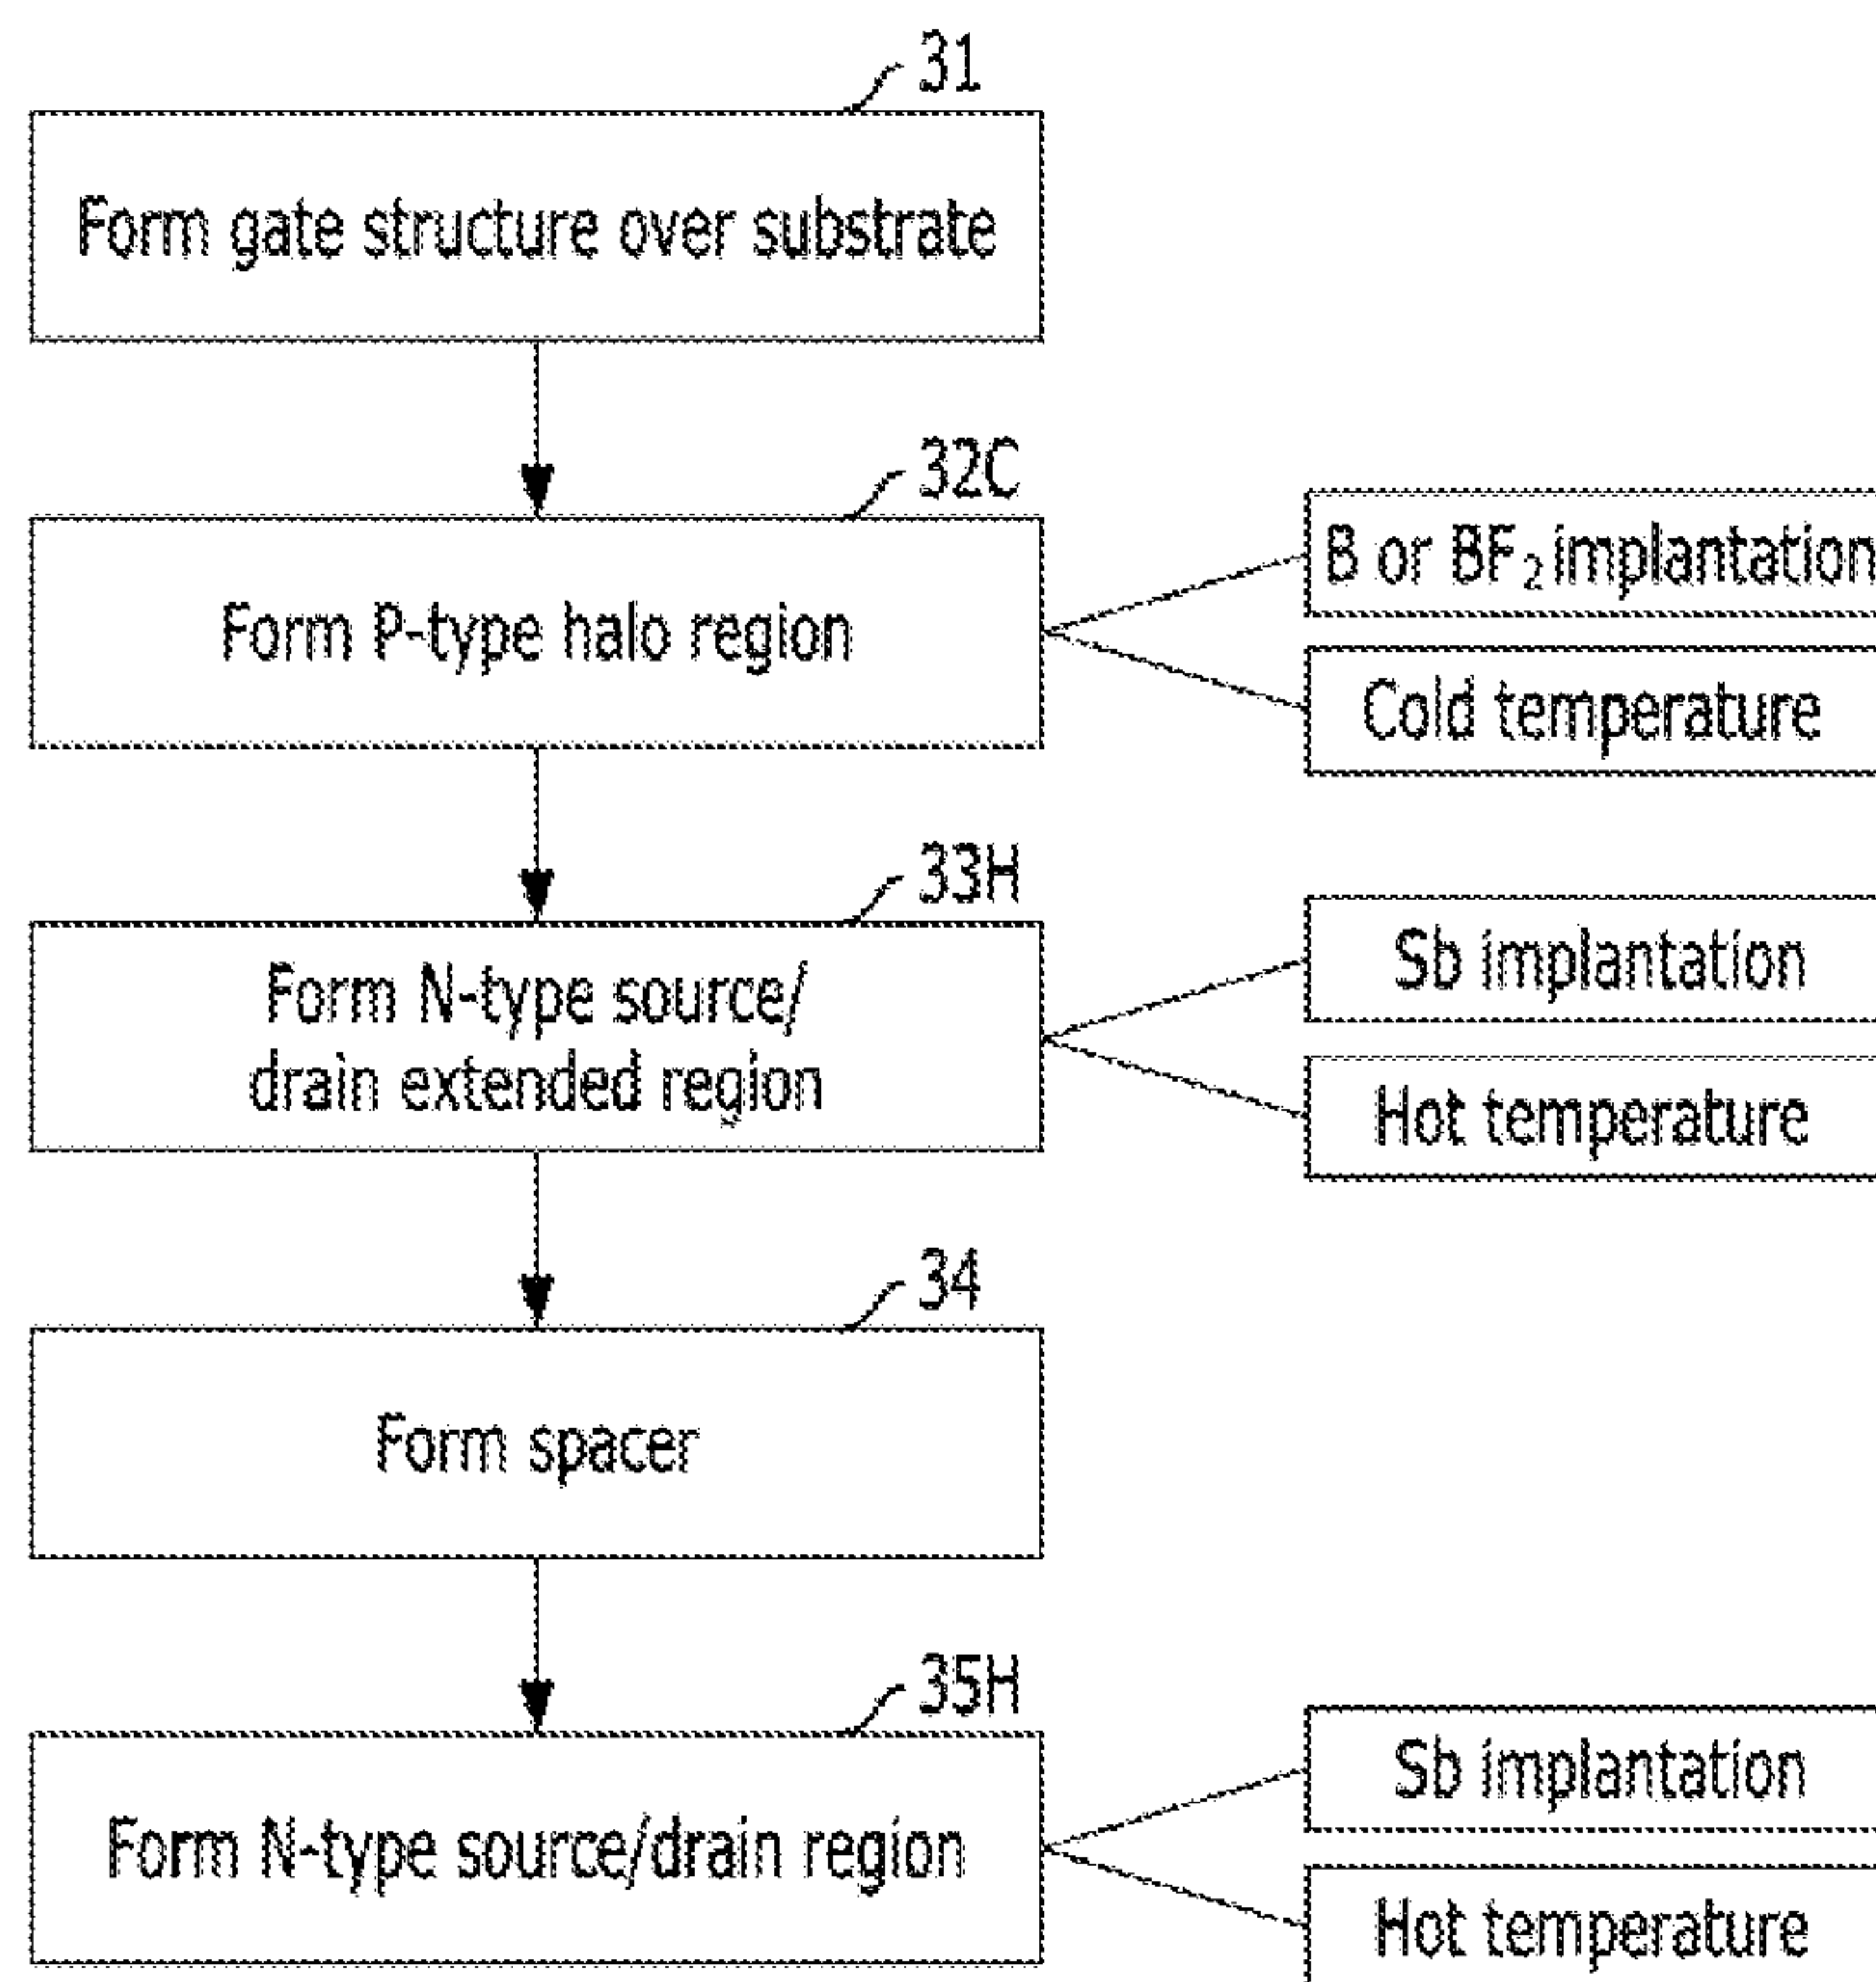 31
Form gate structure over substrate
32C
Form P-type halo region
B or BF₂ implantation
Cold temperature
33H
Form N-type source/
drain extended region
Sb implantation
Hot temperature
34
Form spacer
35H
Form N-type source/drain region
Sb implantation
Hot temperature